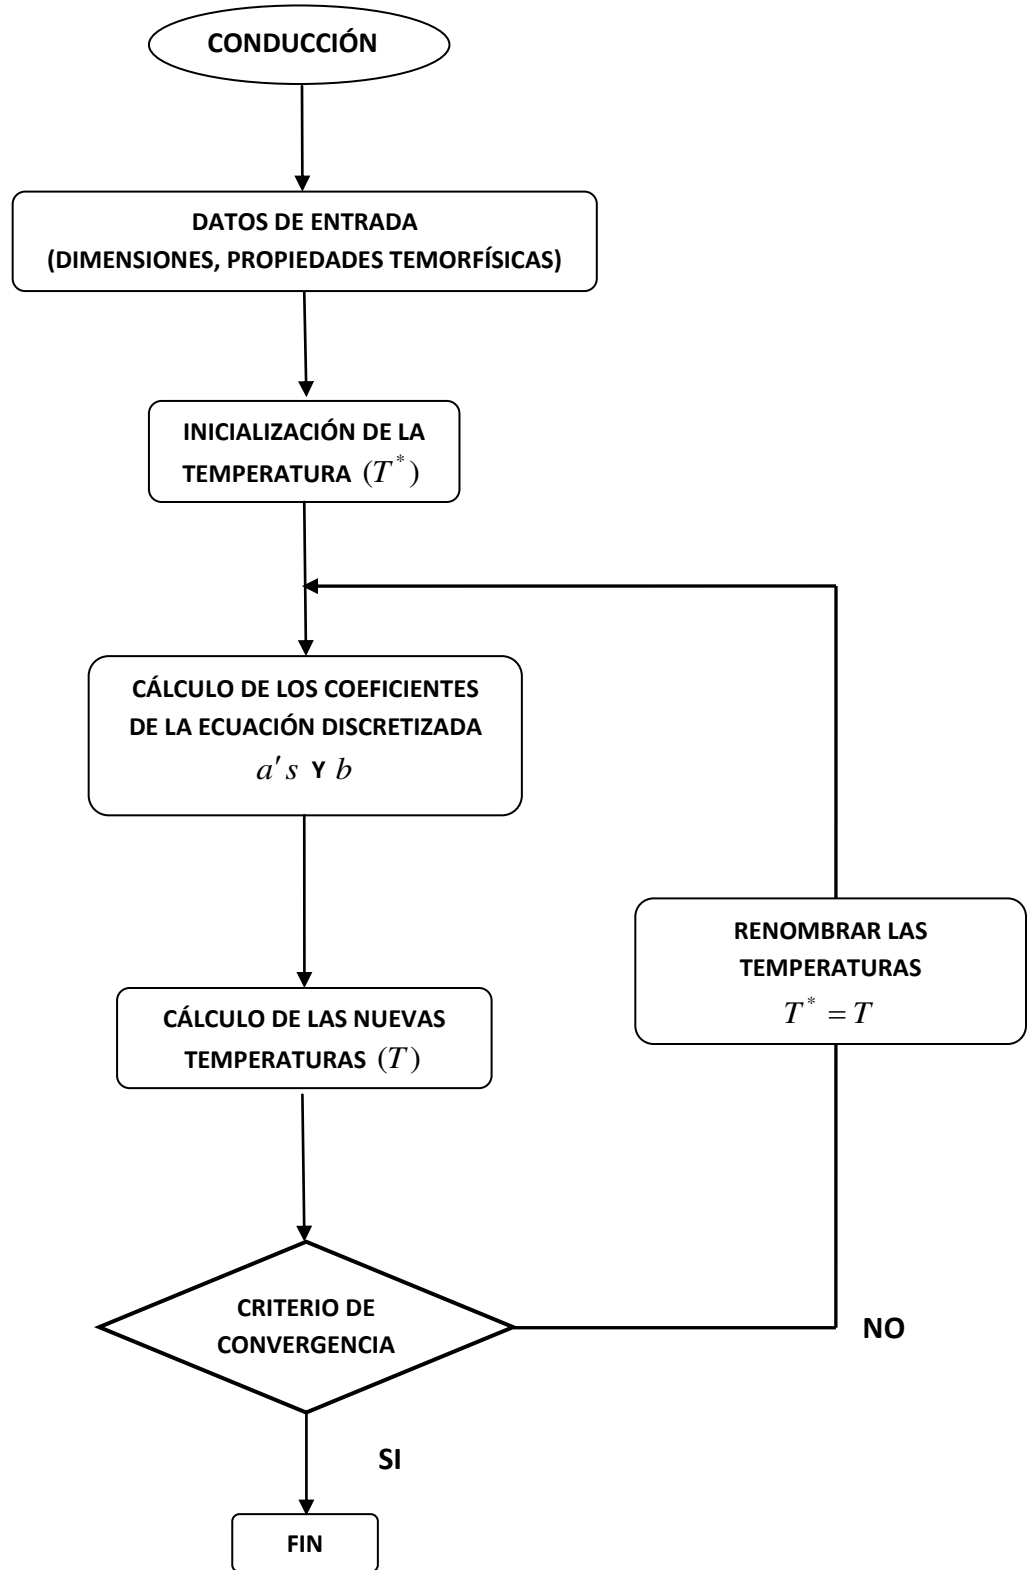 CONDUCCIÓN
DATOS DE ENTRADA
(DIMENSIONES, PROPIEDADES TEMORFÍSICAS)
INICIALIZACIÓN DE LA
TEMPERATURA (T*)
CÁLCULO DE LOS COEFICIENTES
DE LA ECUACIÓN DISCRETIZADA
a's Y b
RENOMBRAR LAS
TEMPERATURAS
T* = T
CÁLCULO DE LAS NUEVAS
TEMPERATURAS (T)
CRITERIO DE
CONVERGENCIA
NO
SI
FIN